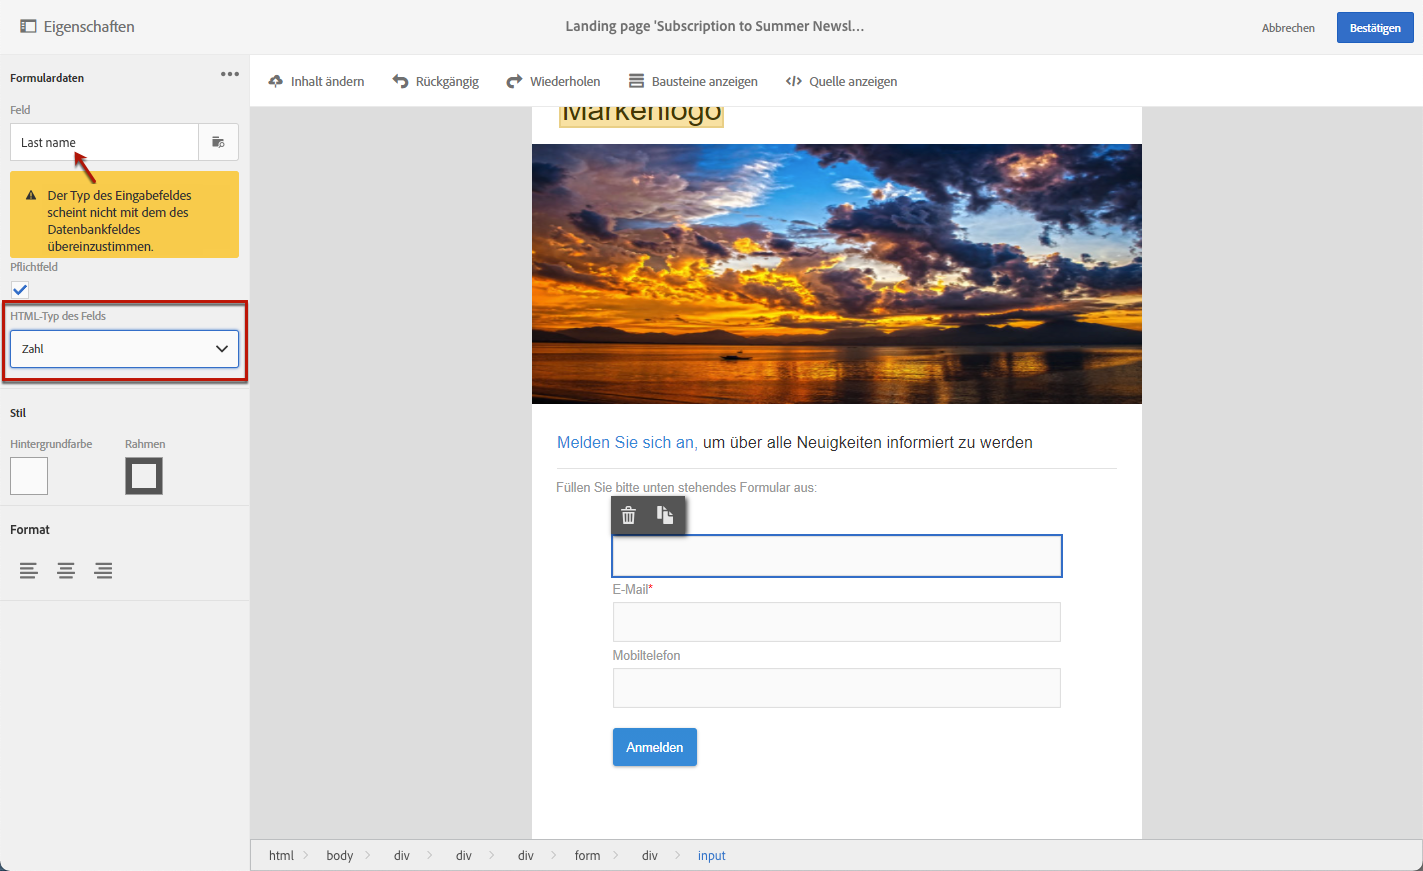 Eigenschaften
Landing page 'Subscription to Summer Newsl...
Abbrechen
Bestätigen
Formulardaten
Feld
Last name
Der Typ des Eingabefeldes
scheint nicht mit dem des
Datenbankfeldes
übereinzustimmen.
Pflichtfeld
HTML-Typ des Felds
Zahl
Stil
Hintergrundfarbe
Rahmen
Format
Inhalt ändern
Rückgängig
Wiederholen
Bausteine anzeigen
Quelle anzeigen
Markenlogo
Melden Sie sich an, um über alle Neuigkeiten informiert zu werden
Füllen Sie bitte unten stehendes Formular aus:
E-Mail*
Mobiltelefon
Anmelden
html > body > div > div > div > form > div > input